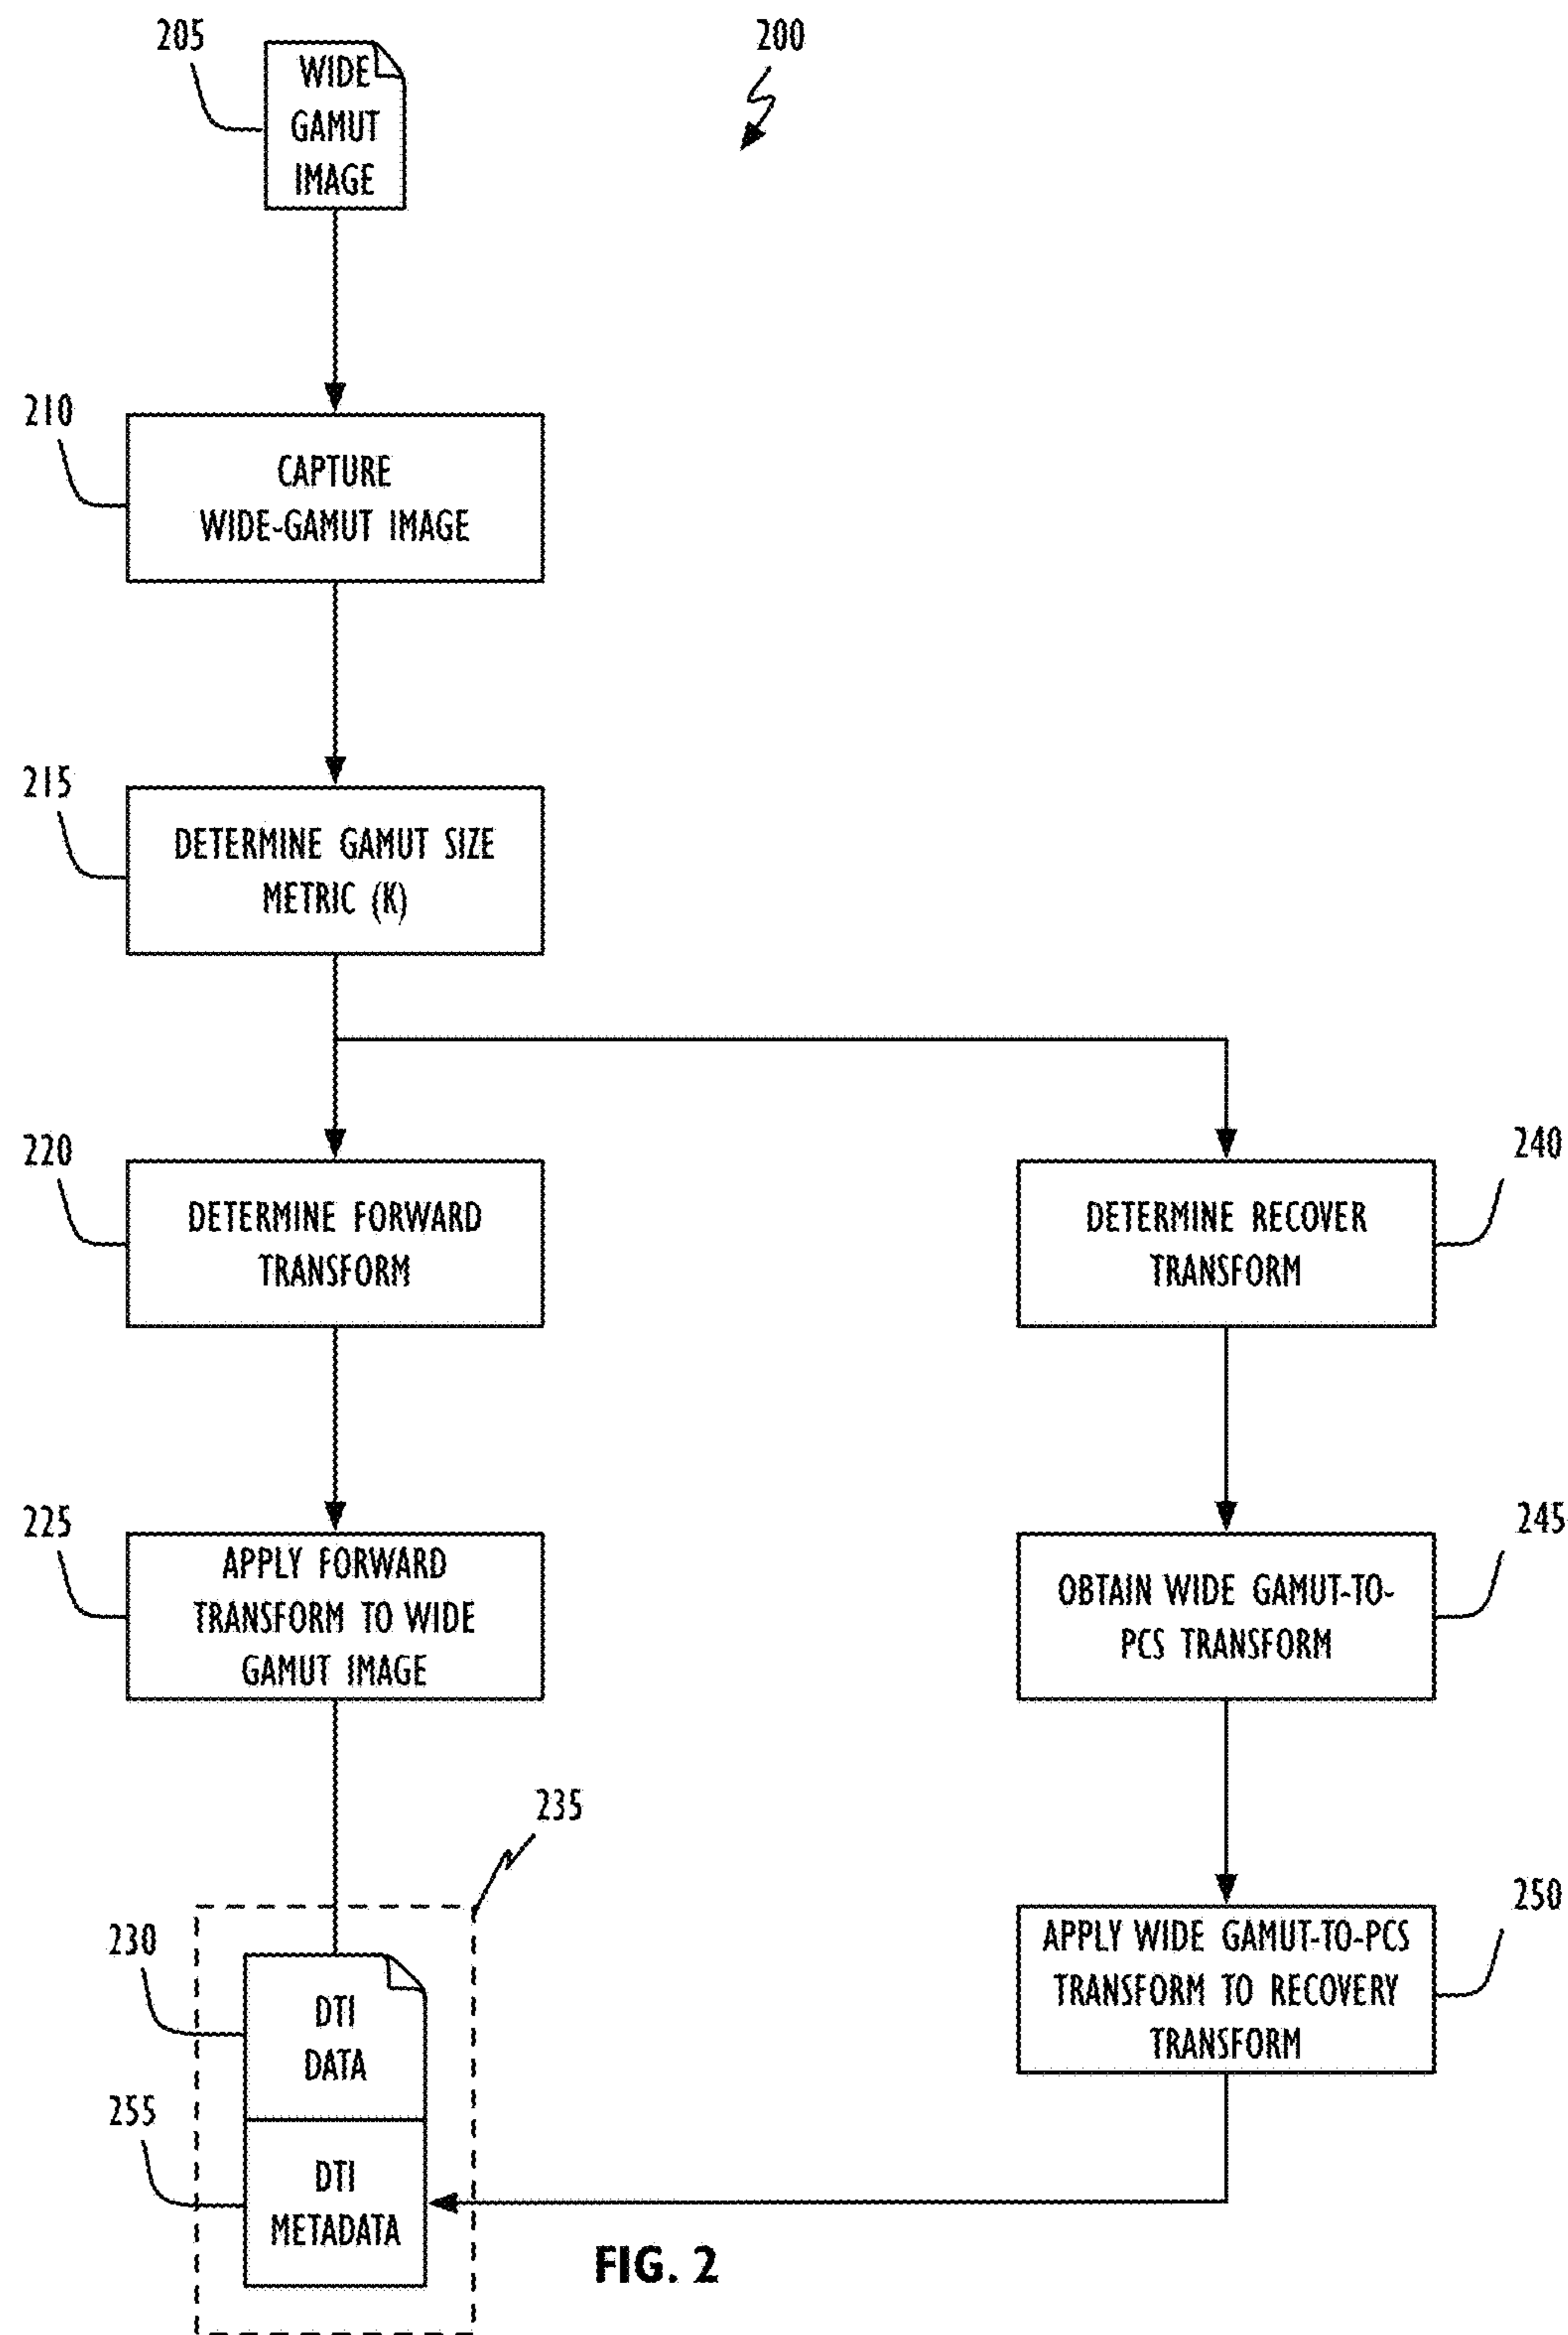 205
200
WIDE
GAMUT
IMAGE
210
CAPTURE
WIDE-GAMUT IMAGE
215
DETERMINE GAMUT SIZE
METRIC (K)
220
DETERMINE FORWARD
TRANSFORM
240
DETERMINE RECOVER
TRANSFORM
225
APPLY FORWARD
TRANSFORM TO WIDE
GAMUT IMAGE
245
OBTAIN WIDE GAMUT-TO-
PCS TRANSFORM
235
230
DTI
DATA
250
APPLY WIDE GAMUT-TO-PCS
TRANSFORM TO RECOVERY
TRANSFORM
255
DTI
METADATA
FIG. 2